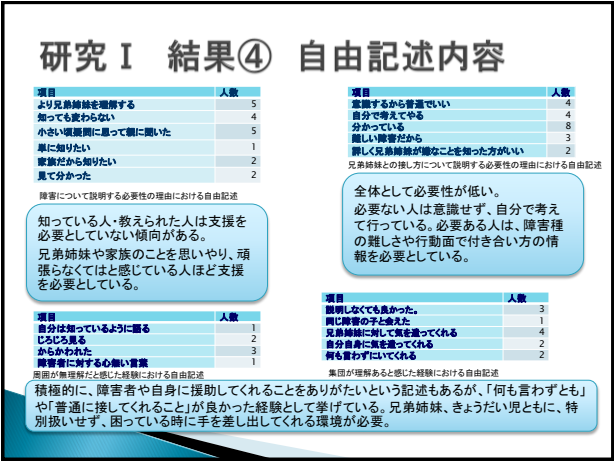 研究Ⅰ 結果④ 自由記述内容
項目 人数
より兄弟姉妹を理解する 5
知っても変わらない 4
小さい頃疑問に思って親に聞いた 5
単に知りたい 1
家族だから知りたい 2
見て分かった 2
障害について説明する必要性の理由における自由記述
項目 人数
意識するから普通でいい 4
自分で考えてやる 4
分かっている 8
難しい障害だから 3
詳しく兄弟姉妹が嫌なことを知った方がいい 2
兄弟姉妹との接し方について説明する必要性の理由における自由記述
知っている人・教えられた人は支援を
必要としていない傾向がある。
兄弟姉妹や家族のことを思いやり、頑
張らなくてはと感じている人ほど支援
を必要としている。
全体として必要性が低い。
必要ない人は意識せず、自分で考え
て行っている。必要ある人は、障害種
の難しさや行動面で付き合い方の情
報を必要としている。
項目 人数
自分は知っているように語る 1
じろじろ見る 2
からかわれた 3
障害者に対する心無い言葉 1
周囲が無理解だと感じた経験における自由記述
項目 人数
説明しなくても良かった。 3
同じ障害の子と会えた 1
兄弟姉妹に対して気を遣ってくれる 4
自分自身に気を遣ってくれる 2
何も言わずにいてくれる 2
集団が理解あると感じた経験における自由記述
積極的に、障害者や自身に援助してくれることをありがたいという記述もあるが、「何も言わずとも」
や「普通に接してくれること」が良かった経験として挙げている。兄弟姉妹、きょうだい児ともに、特
別扱いせず、困っている時に手を差し出してくれる環境が必要。